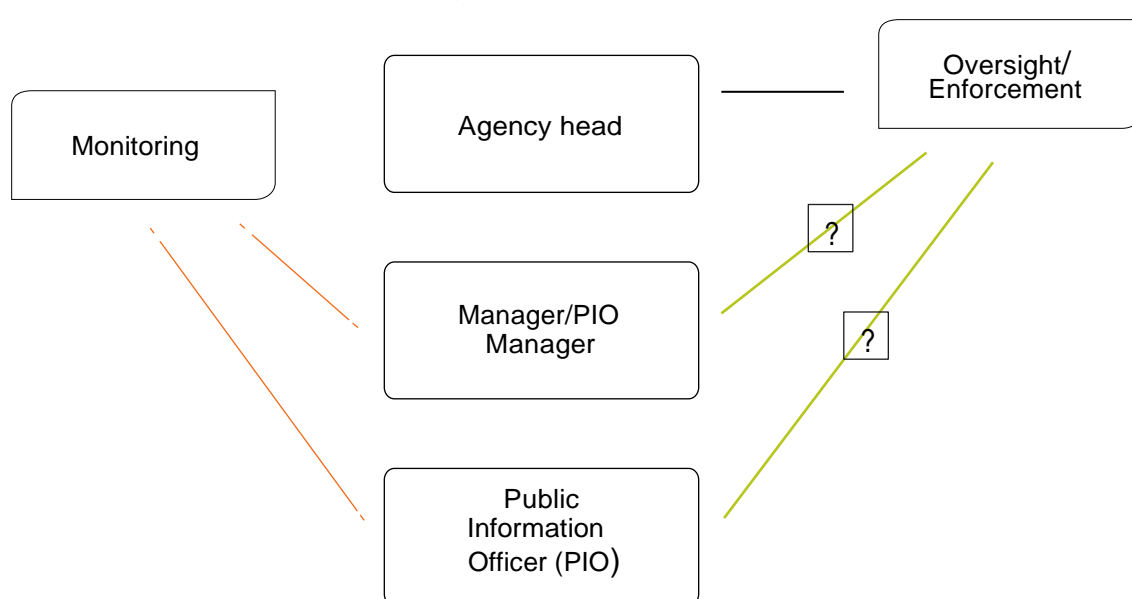 Oversight/
Enforcement
Agency head
Monitoring
?
Manager/PIO
Manager
?
Public
Information
Officer (PIO)